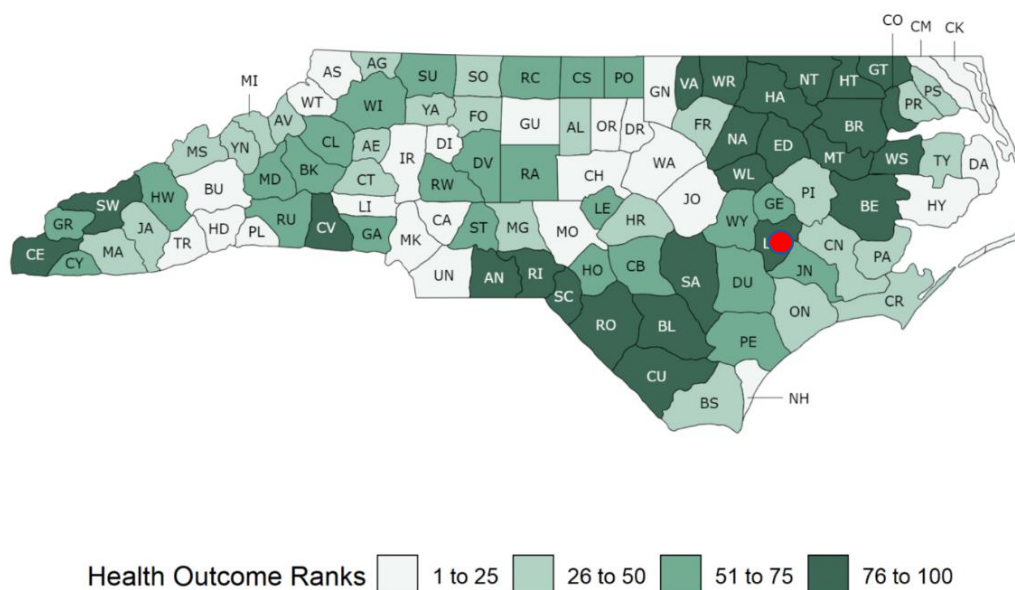 CO CM CK
AS AG SU SO RC CS PO GN VA WR NT HT GT
MI WT WI HA PR PS
AV YA FO GU AL OR DR FR BR
MS YN CL AE IR DI DV NA ED MT WS TY DA
BU MD BK CT RW RA CH WA WL
SW HW LI LE JO PI BE HY
GR JA TR HD PL RU CV GA CA ST MG MO HR WY GE
CE CY MA MK L CN PA
UN AN RI HO CB SA DU JN
SC ON CR
RO BL PE
CU
BS NH
Health Outcome Ranks 1 to 25 26 to 50 51 to 75 76 to 100